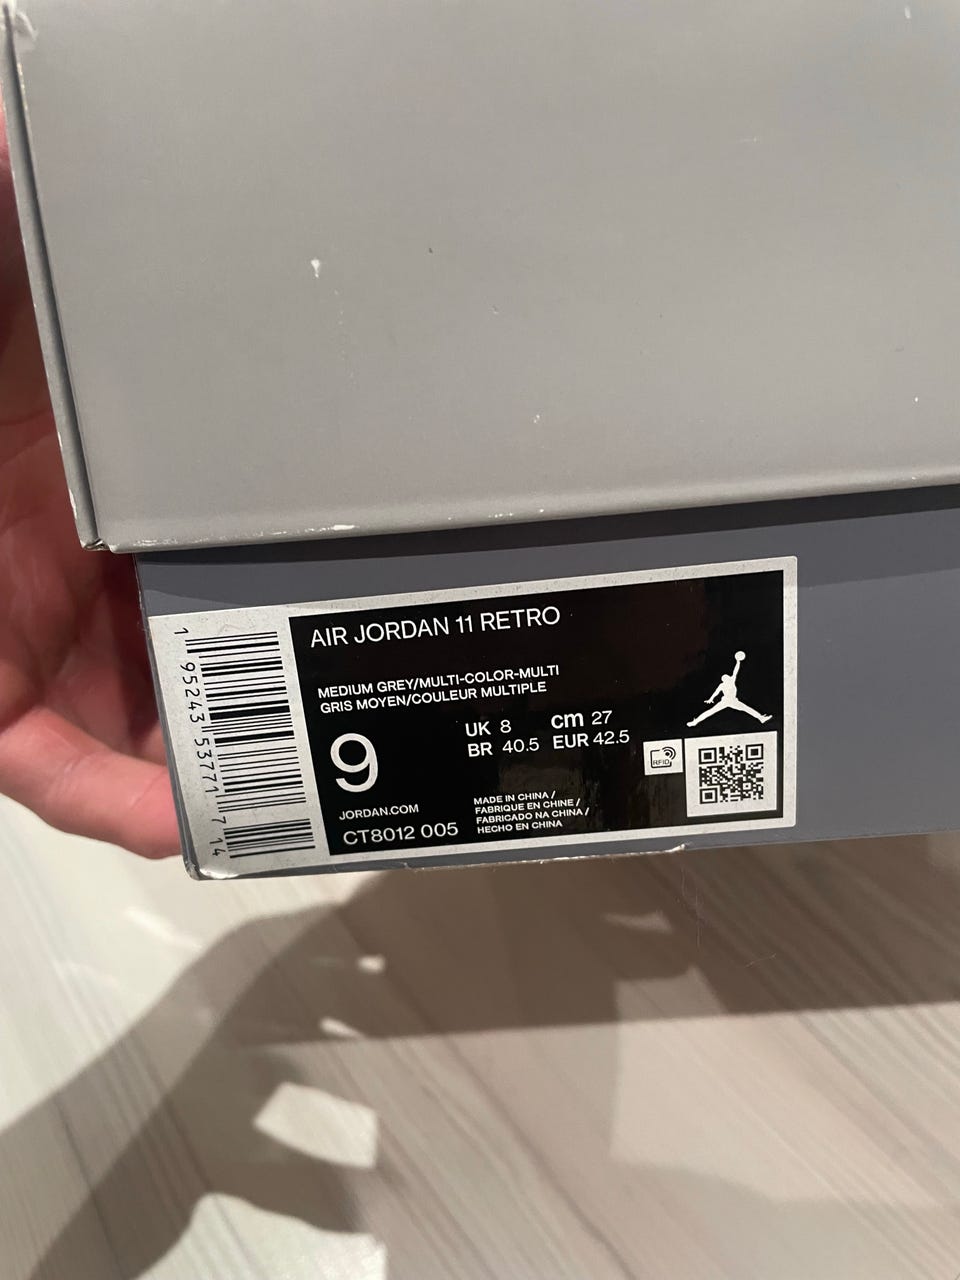 AIR JORDAN 11 RETRO
MEDIUM GREY/MULTI-COLOR-MULTI
GRIS MOYEN/COULEUR MULTIPLE
9
UK 8 cm 27
BR 40.5 EUR 42.5
RFID
JORDAN.COM
CT8012 005
MADE IN CHINA /
FABRIQUE EN CHINE /
FABRICADO NA CHINA /
HECHO EN CHINA
1 95243 53771 7 14